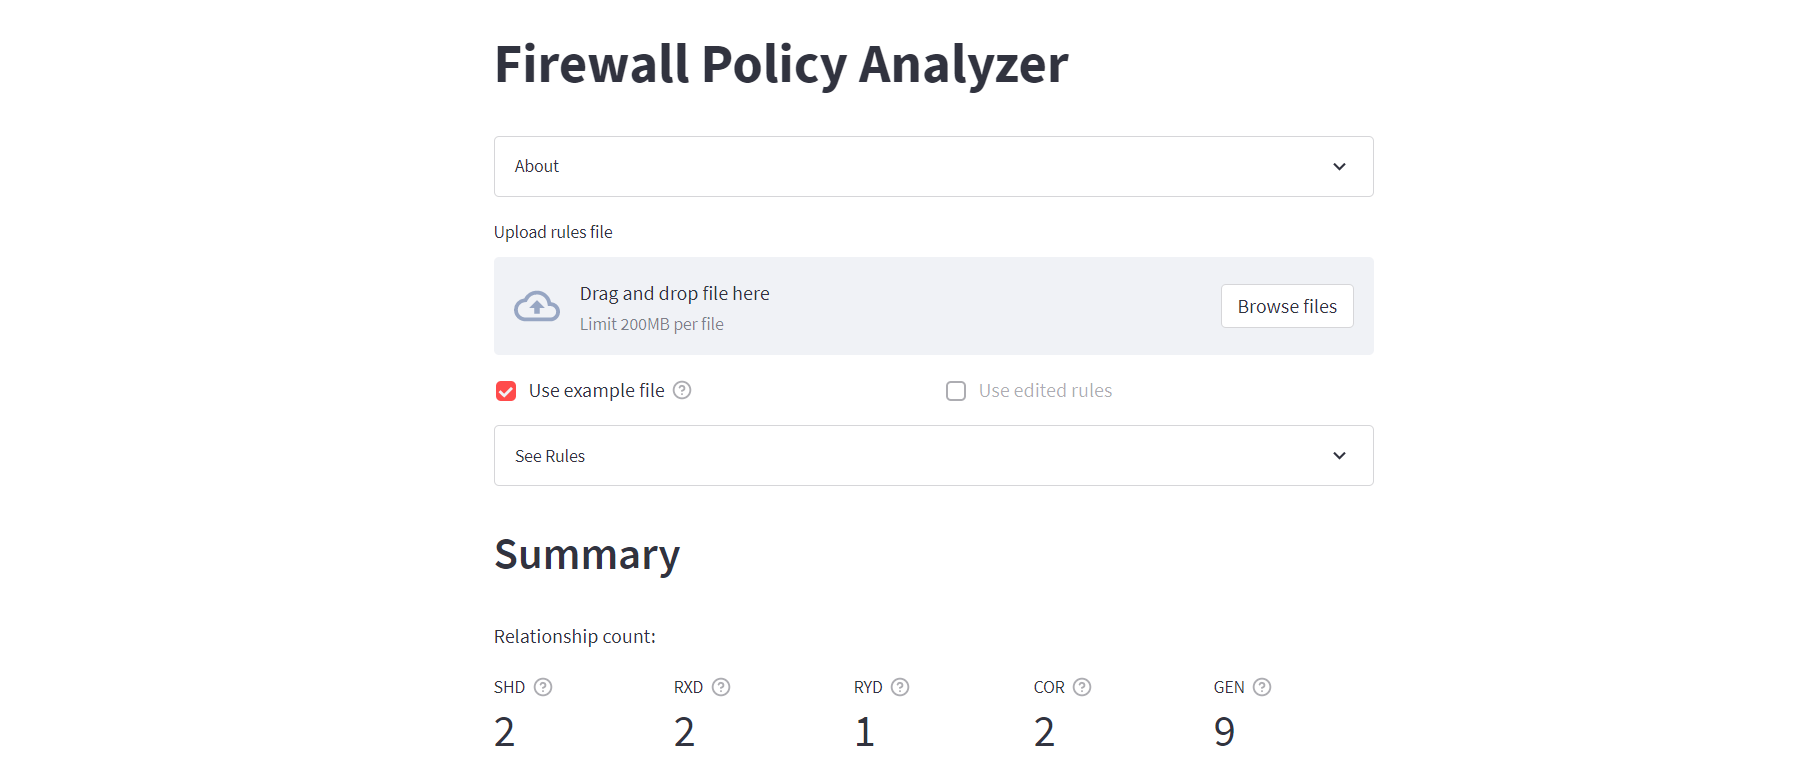 Firewall Policy Analyzer
About
Upload rules file
Drag and drop file here
Limit 200MB per file
Browse files
Use example file
Use edited rules
See Rules
Summary
Relationship count:
SHD RXD RYD COR GEN
2 2 1 2 9